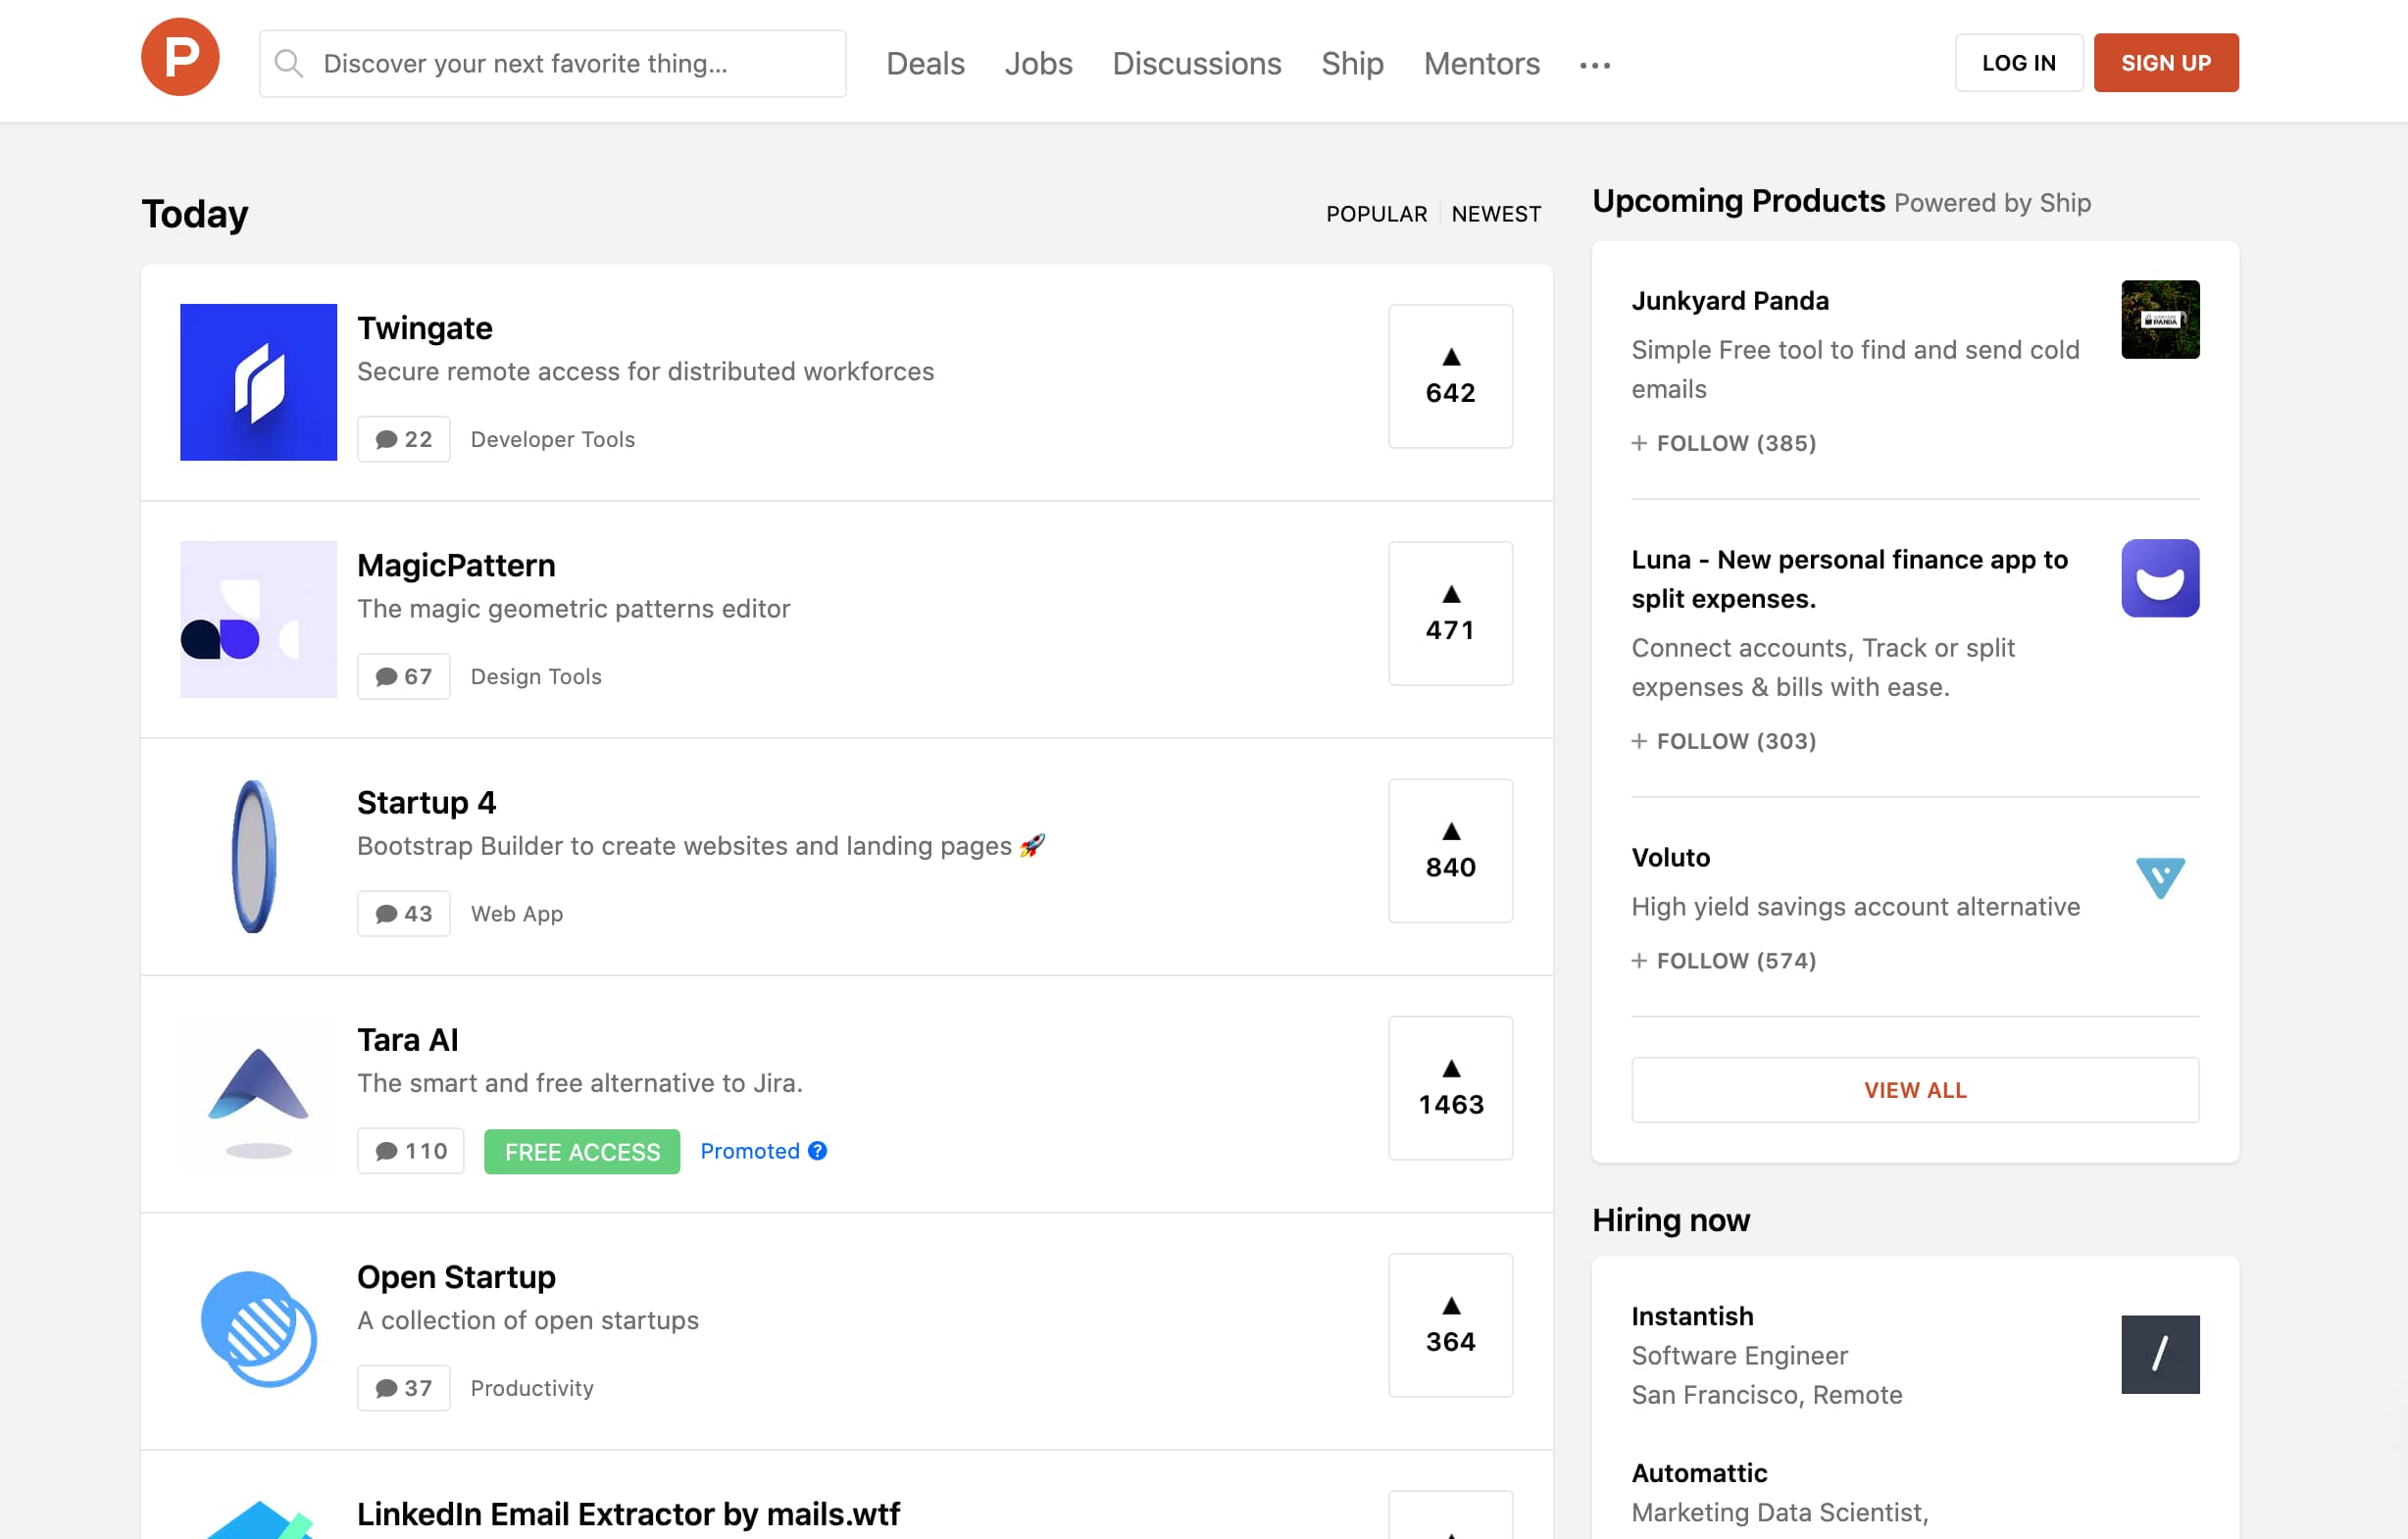 P
Discover your next favorite thing...
Deals
Jobs
Discussions
Ship
Mentors
LOG IN
SIGN UP
Today
POPULAR
NEWEST
Twingate
Secure remote access for distributed workforces
22
Developer Tools
642
MagicPattern
The magic geometric patterns editor
67
Design Tools
471
Startup 4
Bootstrap Builder to create websites and landing pages 🚀
43
Web App
840
Tara AI
The smart and free alternative to Jira.
110
FREE ACCESS
Promoted ?
1463
Open Startup
A collection of open startups
37
Productivity
364
LinkedIn Email Extractor by mails.wtf
Upcoming Products Powered by Ship
Junkyard Panda
Simple Free tool to find and send cold
emails
PANDA
+ FOLLOW (385)
Luna - New personal finance app to
split expenses.
Connect accounts, Track or split
expenses & bills with ease.
+ FOLLOW (303)
Voluto
High yield savings account alternative
+ FOLLOW (574)
VIEW ALL
Hiring now
Instantish
Software Engineer
San Francisco, Remote
/
Automattic
Marketing Data Scientist,